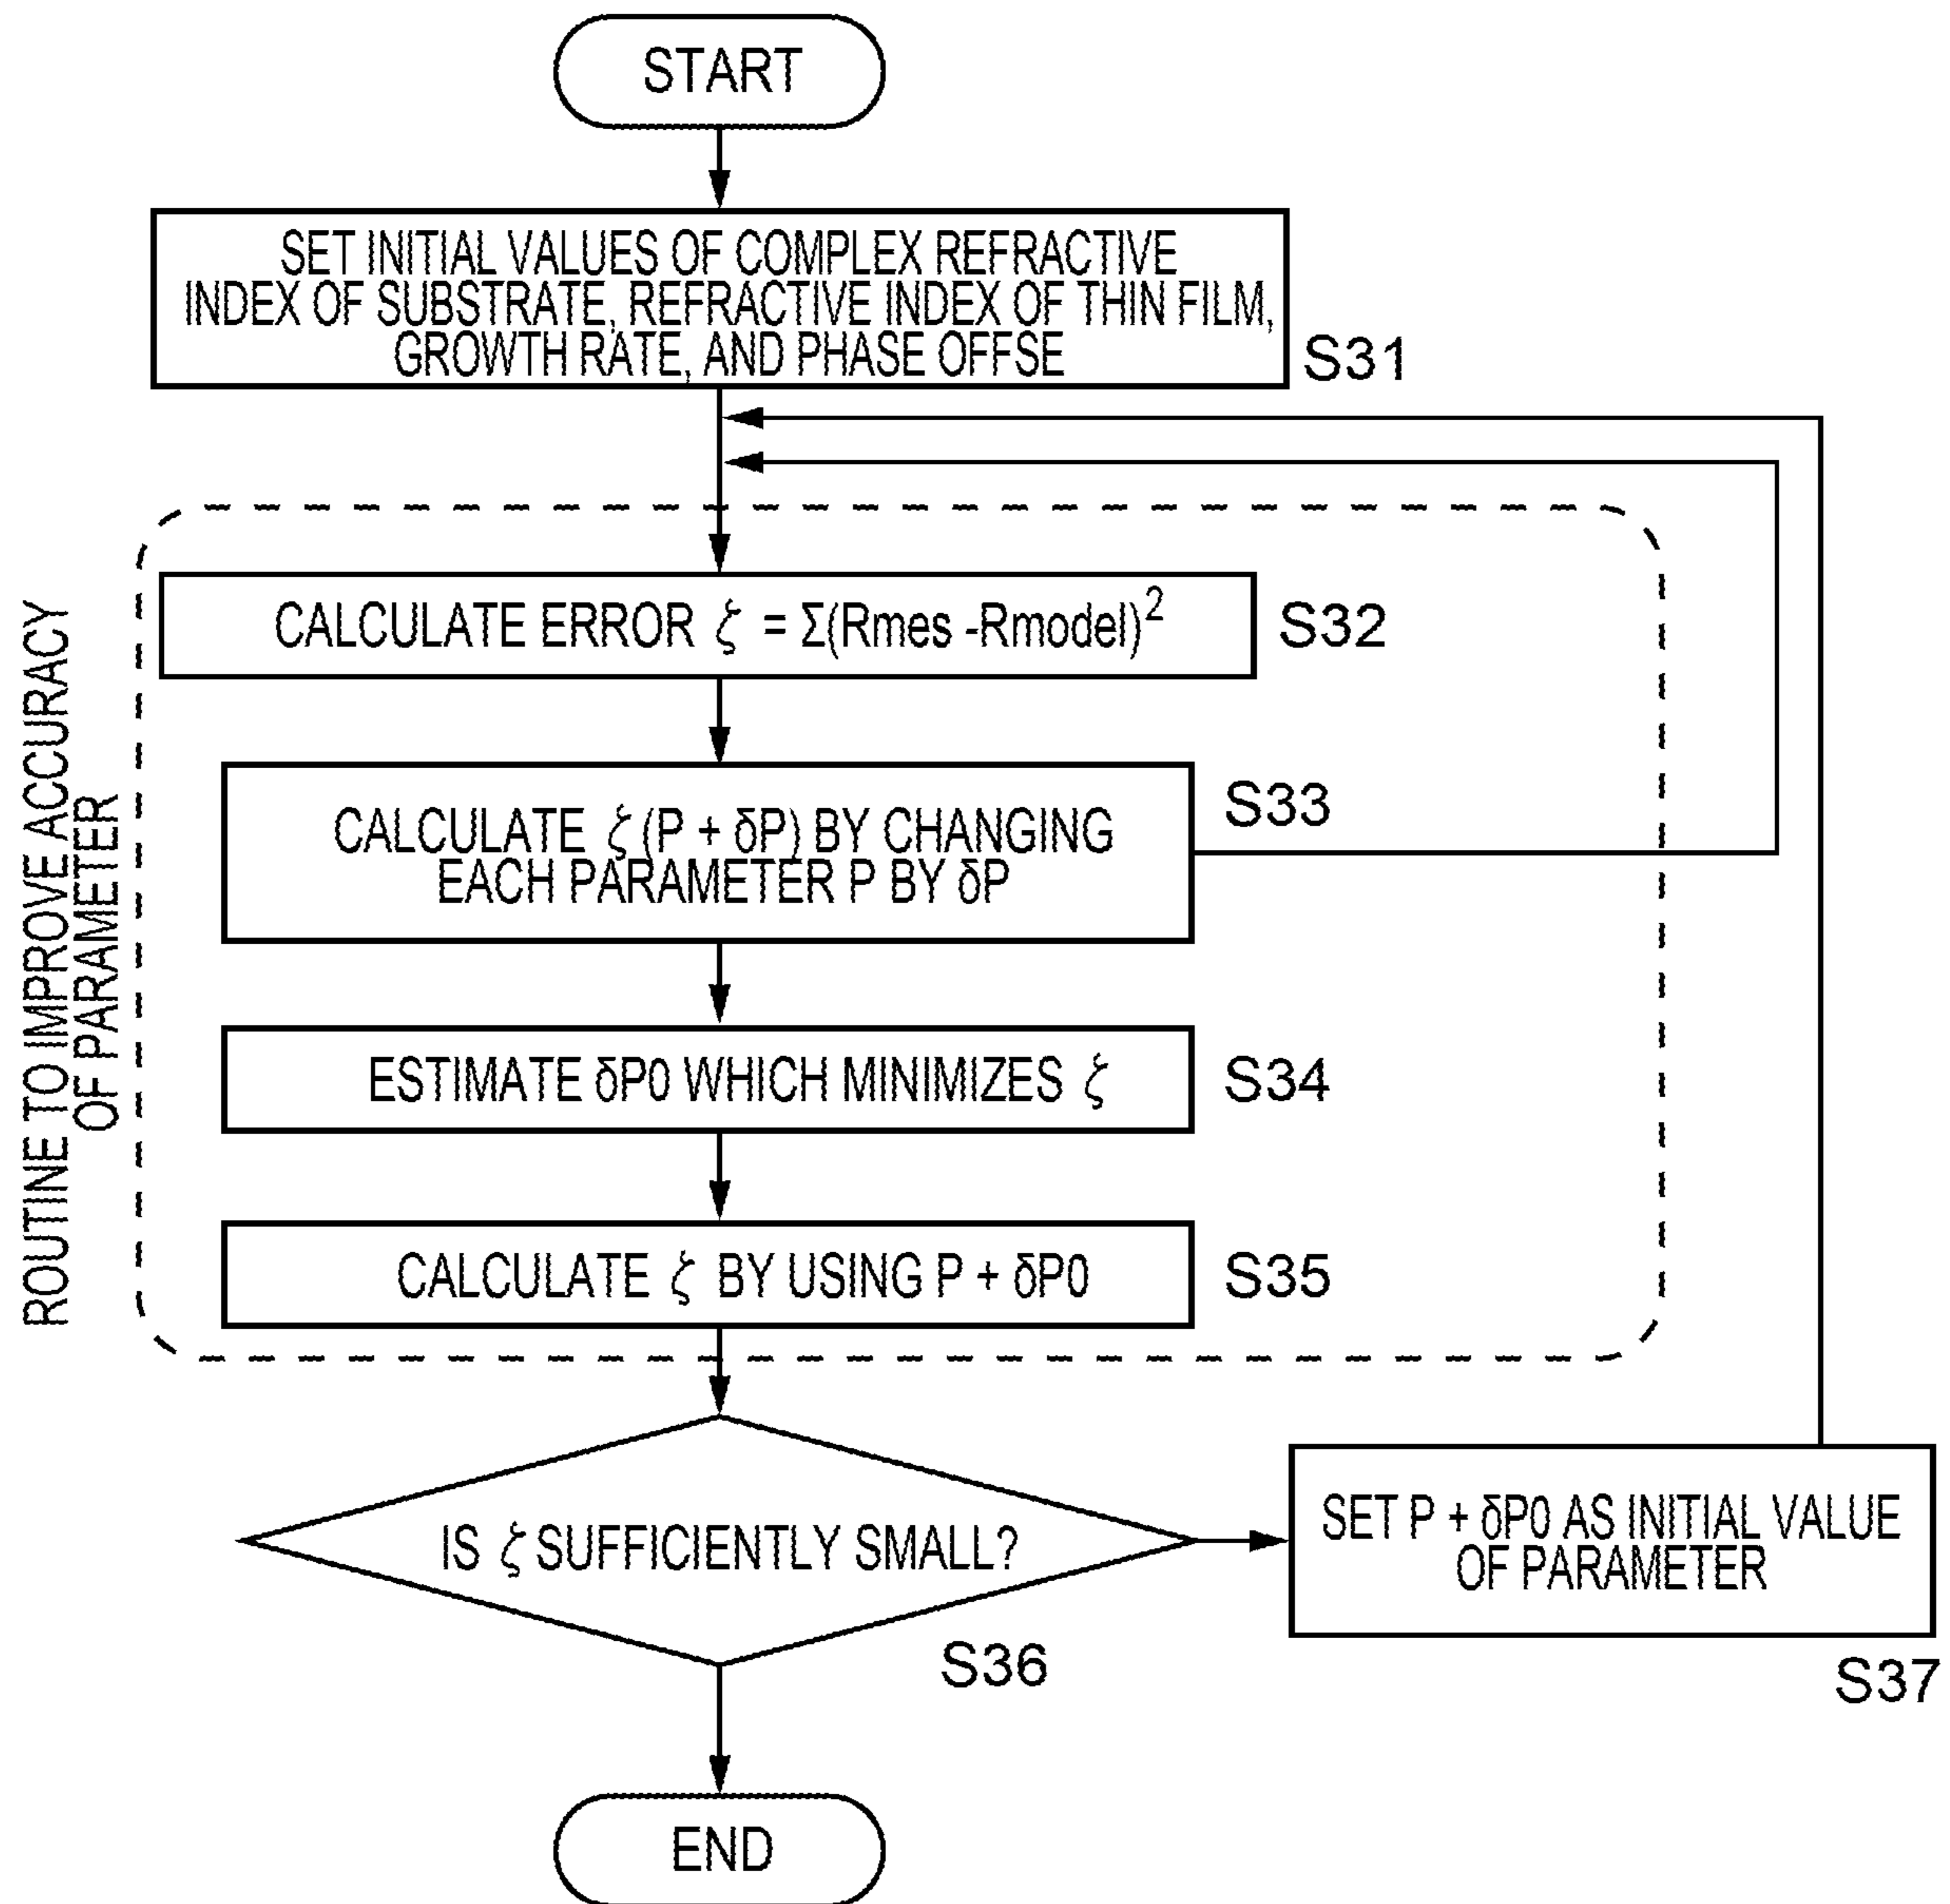 START
SET INITIAL VALUES OF COMPLEX REFRACTIVE
INDEX OF SUBSTRATE, REFRACTIVE INDEX OF THIN FILM,
GROWTH RATE, AND PHASE OFFSE
S31
ROUTINE TO IMPROVE ACCURACY
OF PARAMETER
CALCULATE ERROR ζ = Σ(Rmes -Rmodel)²
S32
CALCULATE ζ (P + δP) BY CHANGING
EACH PARAMETER P BY δP
S33
ESTIMATE δP0 WHICH MINIMIZES ζ
S34
CALCULATE ζ BY USING P + δP0
S35
IS ζ SUFFICIENTLY SMALL?
S36
SET P + δP0 AS INITIAL VALUE
OF PARAMETER
S37
END